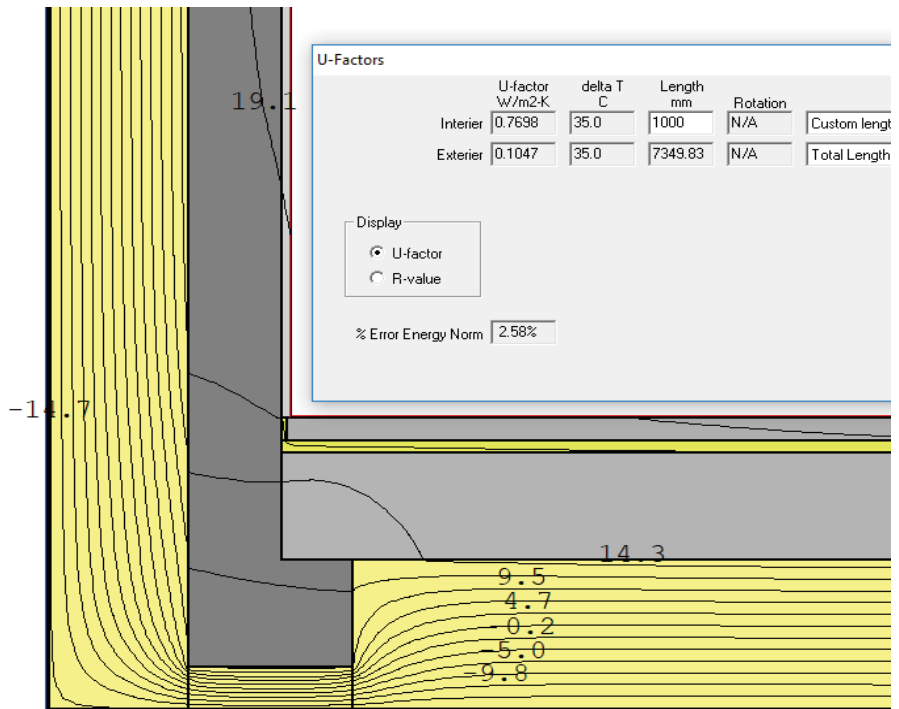 U-Factors
U-factor delta T Length
W/m2-K C mm Rotation
Interier 0.7698 35.0 1000 N/A Custom lengt
Exterier 0.1047 35.0 7349.83 N/A Total Length
Display
U-factor
R-value
% Error Energy Norm 2.58%
19.1
-14.7
14.3
9.5
4.7
-0.2
-5.0
-9.8